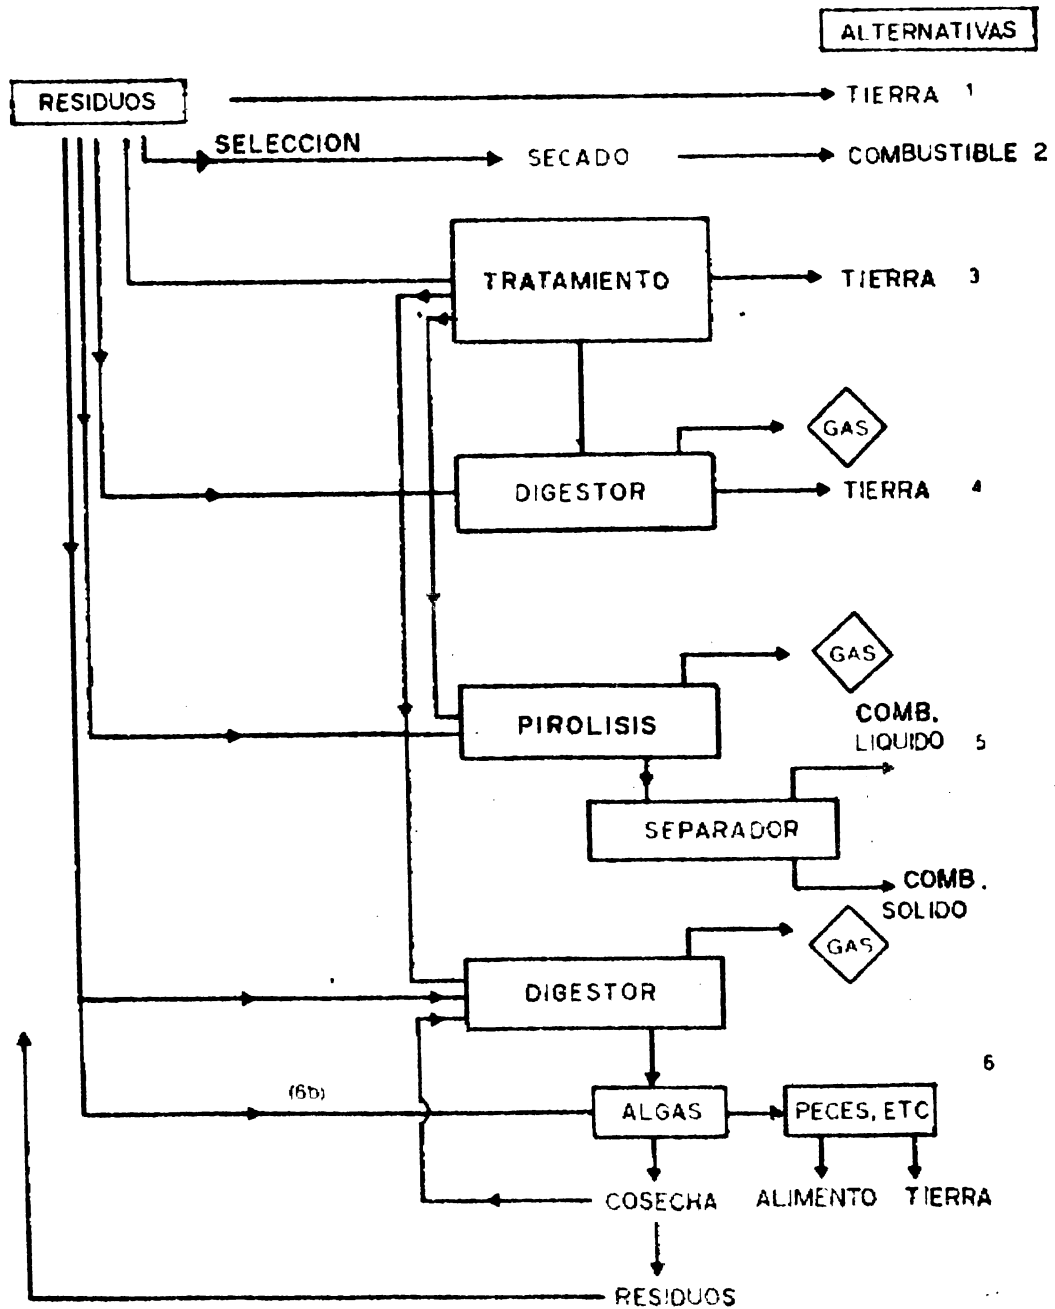 ALTERNATIVAS
RESIDUOS
TIERRA 1
SELECCION
SECADO
COMBUSTIBLE 2
TRATAMIENTO
TIERRA 3
GAS
DIGESTOR
TIERRA 4
GAS
PIROLISIS
COMB.
LIQUIDO 5
SEPARADOR
COMB.
SOLIDO
GAS
DIGESTOR
6
(6b)
ALGAS
PECES, ETC
COSECHA
ALIMENTO
TIERRA
RESIDUOS